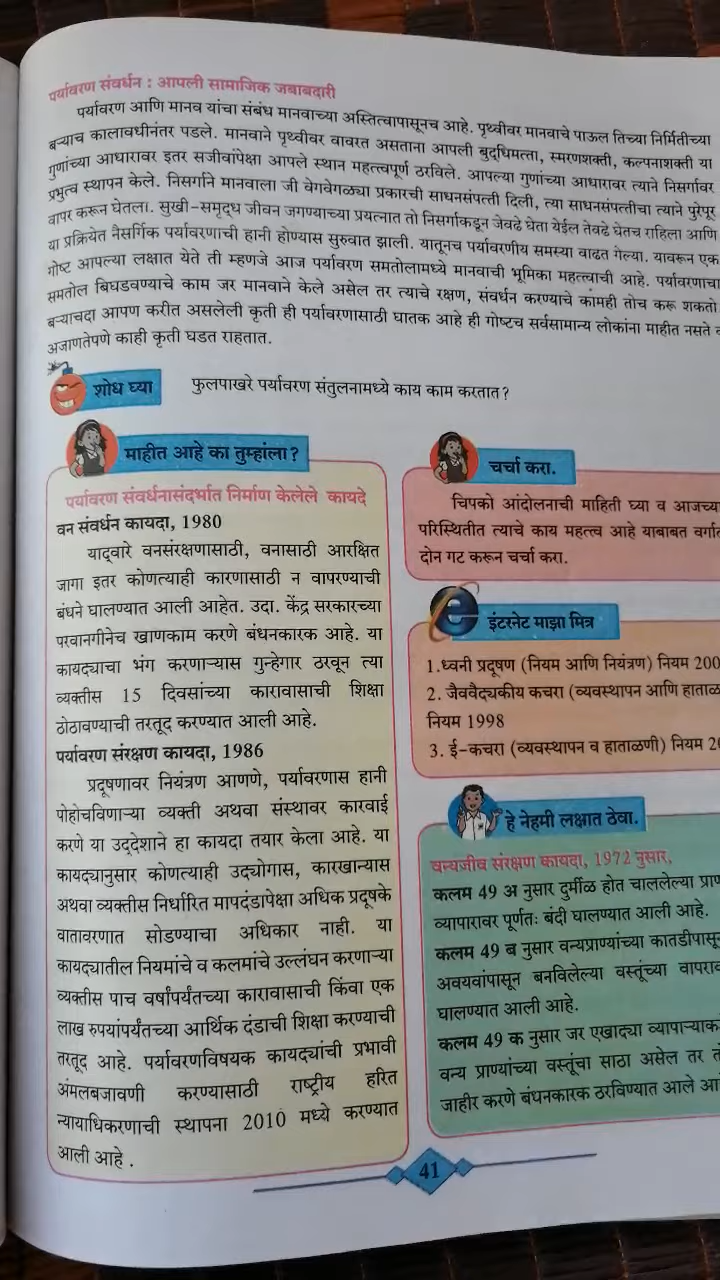 पर्यावरण संवर्धन : आपली सामाजिक जबाबदारी
पर्यावरण आणि मानव यांचा संबंध मानवाच्या अस्तित्वापासूनच आहे. पृथ्वीवर मानवाचे पाऊल तिच्या निर्मितीच्या
बऱ्याच कालावधीनंतर पडले. मानवाने पृथ्वीवर वावरत असताना आपली बुद्धिमत्ता, स्मरणशक्ती, कल्पनाशक्ती या
गुणांच्या आधारावर इतर सजीवांपेक्षा आपले स्थान महत्त्वपूर्ण ठरविले. आपल्या गुणांच्या आधारावर त्याने निसर्गावर
प्रभुत्व स्थापन केले. निसर्गाने मानवाला जी वेगवेगळ्या प्रकारची साधनसंपत्ती दिली, त्या साधनसंपत्तीचा त्याने पुरेपूर
वापर करून घेतला. सुखी-समृद्ध जीवन जगण्याच्या प्रयत्नात तो निसर्गाकडून जेवढे घेता येईल तेवढे घेतच राहिला आणि
या प्रक्रियेत नैसर्गिक पर्यावरणाची हानी होण्यास सुरुवात झाली. यातूनच पर्यावरणीय समस्या वाढत गेल्या. यावरून एक
गोष्ट आपल्या लक्षात येते ती म्हणजे आज पर्यावरण समतोलामध्ये मानवाची भूमिका महत्त्वाची आहे. पर्यावरणाचा
समतोल बिघडवण्याचे काम जर मानवाने केले असेल तर त्याचे रक्षण, संवर्धन करण्याचे कामही तोच करू शकतो
बऱ्याचदा आपण करीत असलेली कृती ही पर्यावरणासाठी घातक आहे ही गोष्टच सर्वसामान्य लोकांना माहीत नसते व
अजाणतेपणे काही कृती घडत राहतात.
शोध घ्या
फुलपाखरे पर्यावरण संतुलनामध्ये काय काम करतात ?
माहीत आहे का तुम्हांला ?
पर्यावरण संवर्धनासंदर्भात निर्माण केलेले कायदे
वन संवर्धन कायदा, 1980
याद्वारे वनसंरक्षणासाठी, वनासाठी आरक्षित
जागा इतर कोणत्याही कारणासाठी न वापरण्याची
बंधने घालण्यात आली आहेत. उदा. केंद्र सरकारच्या
परवानगीनेच खाणकाम करणे बंधनकारक आहे. या
कायद्याचा भंग करणाऱ्यास गुन्हेगार ठरवून त्या
व्यक्तीस 15 दिवसांच्या कारावासाची शिक्षा
ठोठावण्याची तरतूद करण्यात आली आहे.
पर्यावरण संरक्षण कायदा, 1986
प्रदूषणावर नियंत्रण आणणे, पर्यावरणास हानी
पोहोचविणाऱ्या व्यक्ती अथवा संस्थावर कारवाई
करणे या उद्देशाने हा कायदा तयार केला आहे. या
कायद्यानुसार कोणत्याही उद्योगास, कारखान्यास
अथवा व्यक्तीस निर्धारित मापदंडापेक्षा अधिक प्रदूषके
वातावरणात सोडण्याचा अधिकार नाही. या
कायद्यातील नियमांचे व कलमांचे उल्लंघन करणाऱ्या
व्यक्तीस पाच वर्षांपर्यंतच्या कारावासाची किंवा एक
लाख रुपयांपर्यंतच्या आर्थिक दंडाची शिक्षा करण्याची
तरतूद आहे. पर्यावरणविषयक कायद्यांची प्रभावी
अंमलबजावणी करण्यासाठी राष्ट्रीय हरित
न्यायाधिकरणाची स्थापना 2010 मध्ये करण्यात
आली आहे .
चर्चा करा.
चिपको आंदोलनाची माहिती घ्या व आजच्या
परिस्थितीत त्याचे काय महत्व आहे याबाबत वर्गात
दोन गट करून चर्चा करा.
इंटरनेट माझा मित्र
1.ध्वनी प्रदूषण (नियम आणि नियंत्रण) नियम 200
2. जैववैद्यकीय कचरा (व्यवस्थापन आणि हाताळ
नियम 1998
3. ई-कचरा (व्यवस्थापन व हाताळणी) नियम 20
हे नेहमी लक्षात ठेवा.
वन्यजीव संरक्षण कायदा, 1972 नुसार,
कलम 49 अ नुसार दुर्मीळ होत चाललेल्या प्राण
व्यापारावर पूर्णतः बंदी घालण्यात आली आहे.
कलम 49 ब नुसार वन्यप्राण्यांच्या कातडीपासून
अवयवांपासून बनविलेल्या वस्तूंच्या वापराव
घालण्यात आली आहे.
कलम 49 क नुसार जर एखाद्या व्यापाऱ्याक
वन्य प्राण्यांच्या वस्तूंचा साठा असेल तर त
जाहीर करणे बंधनकारक ठरविण्यात आले आ
41